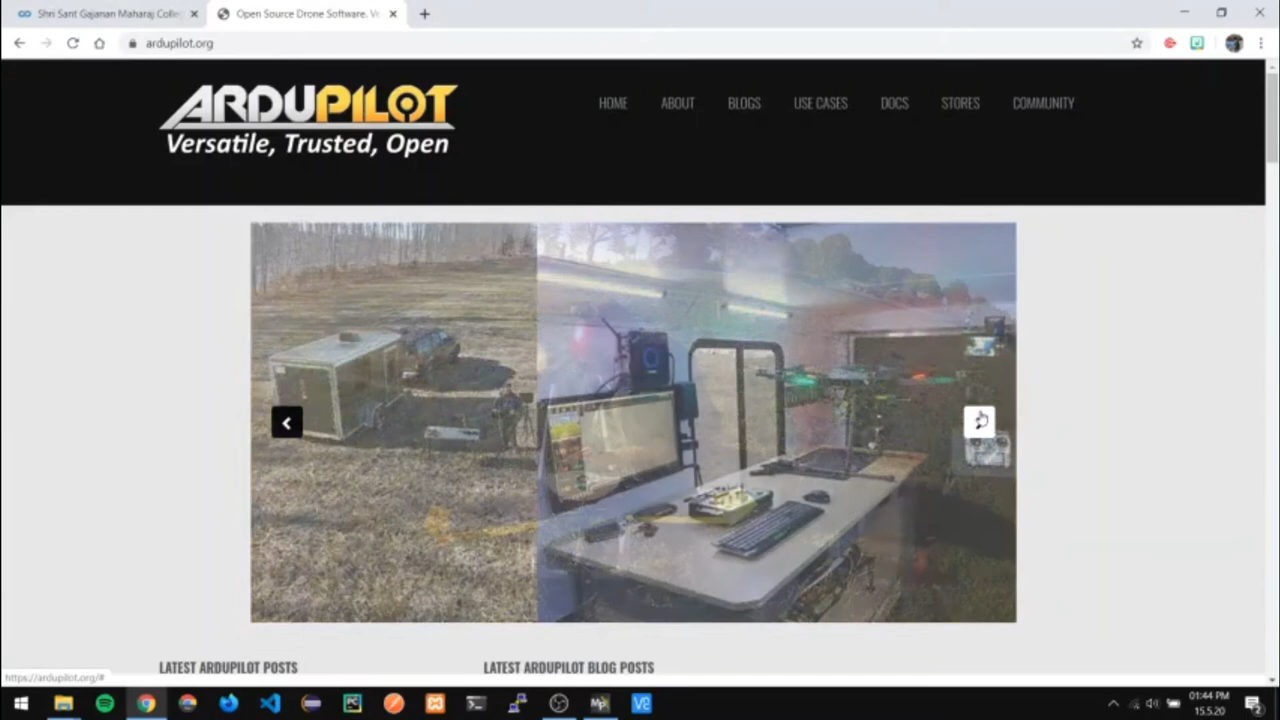 Shri Sant Gajanan Maharaj Colle
Open Source Drone Software. Ve
ardupilot.org
ARDUPILOT
Versatile, Trusted, Open
HOME ABOUT BLOGS USE CASES DOCS STORES COMMUNITY
LATEST ARDUPILOT POSTS
LATEST ARDUPILOT BLOG POSTS
https://ardupilot.org/#
01:44 PM
15.5.20